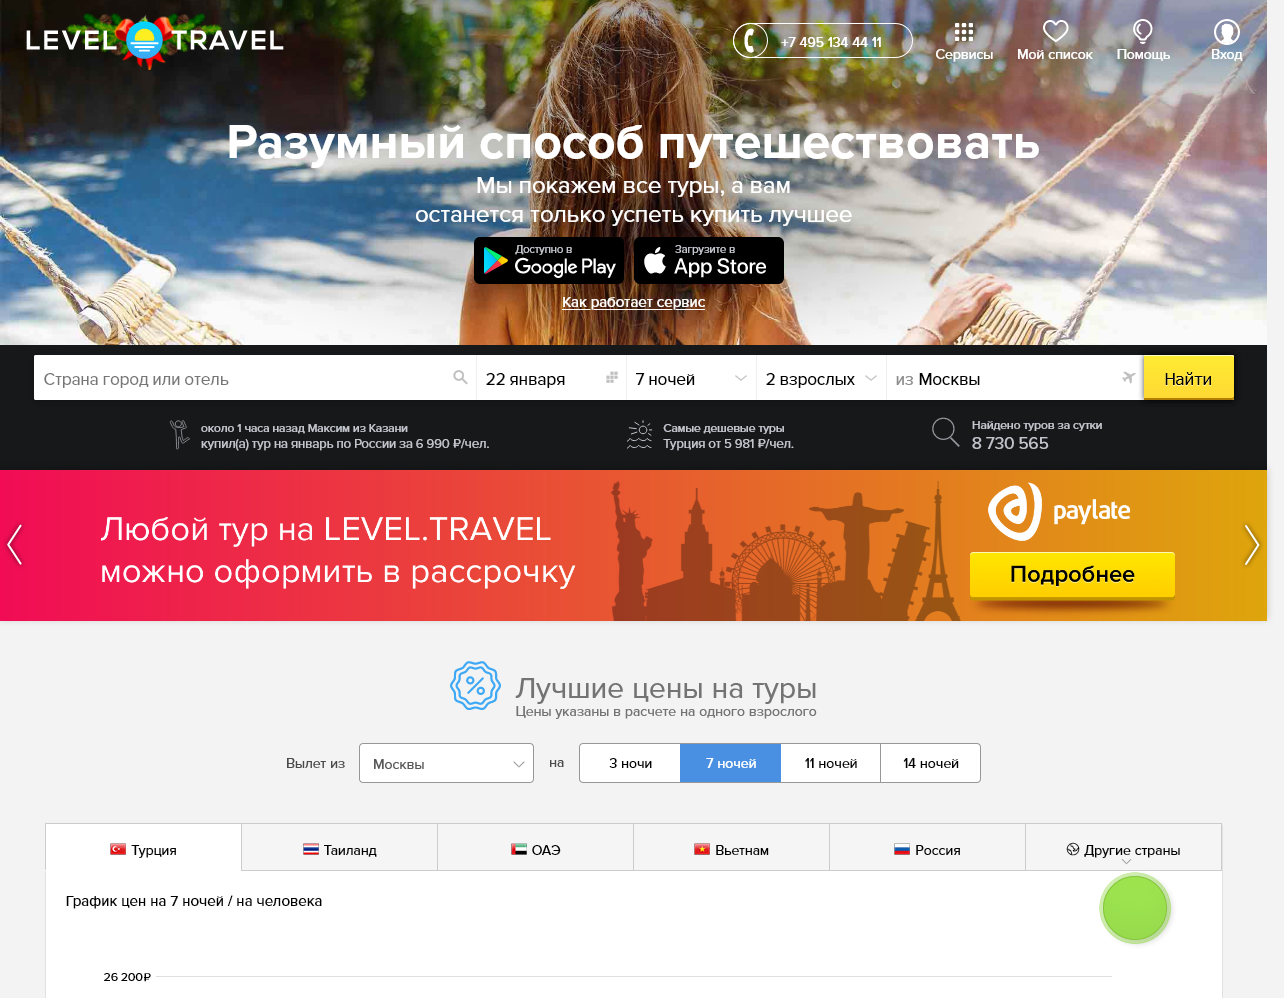 LEVEL TRAVEL
+7 495 134 44 11
Сервисы
Мой список
Помощь
Вход
Разумный способ путешествовать
Мы покажем все туры, а вам
останется только успеть купить лучшее
Доступно в
Google Play
Загрузите в
App Store
Как работает сервис
Страна город или отель
22 января
7 ночей
2 взрослых
из Москвы
Найти
около 1 часа назад Максим из Казани
купил(а) тур на январь по России за 6 990 ₽/чел.
Самые дешевые туры
Турция от 5 981 ₽/чел.
Найдено туров за сутки
8 730 565
Любой тур на LEVEL.TRAVEL
можно оформить в рассрочку
paylate
Подробнее
Лучшие цены на туры
Цены указаны в расчете на одного взрослого
Вылет из
Москвы
на
3 ночи
7 ночей
11 ночей
14 ночей
Турция
Таиланд
ОАЭ
Вьетнам
Россия
Другие страны
График цен на 7 ночей / на человека
26 200₽